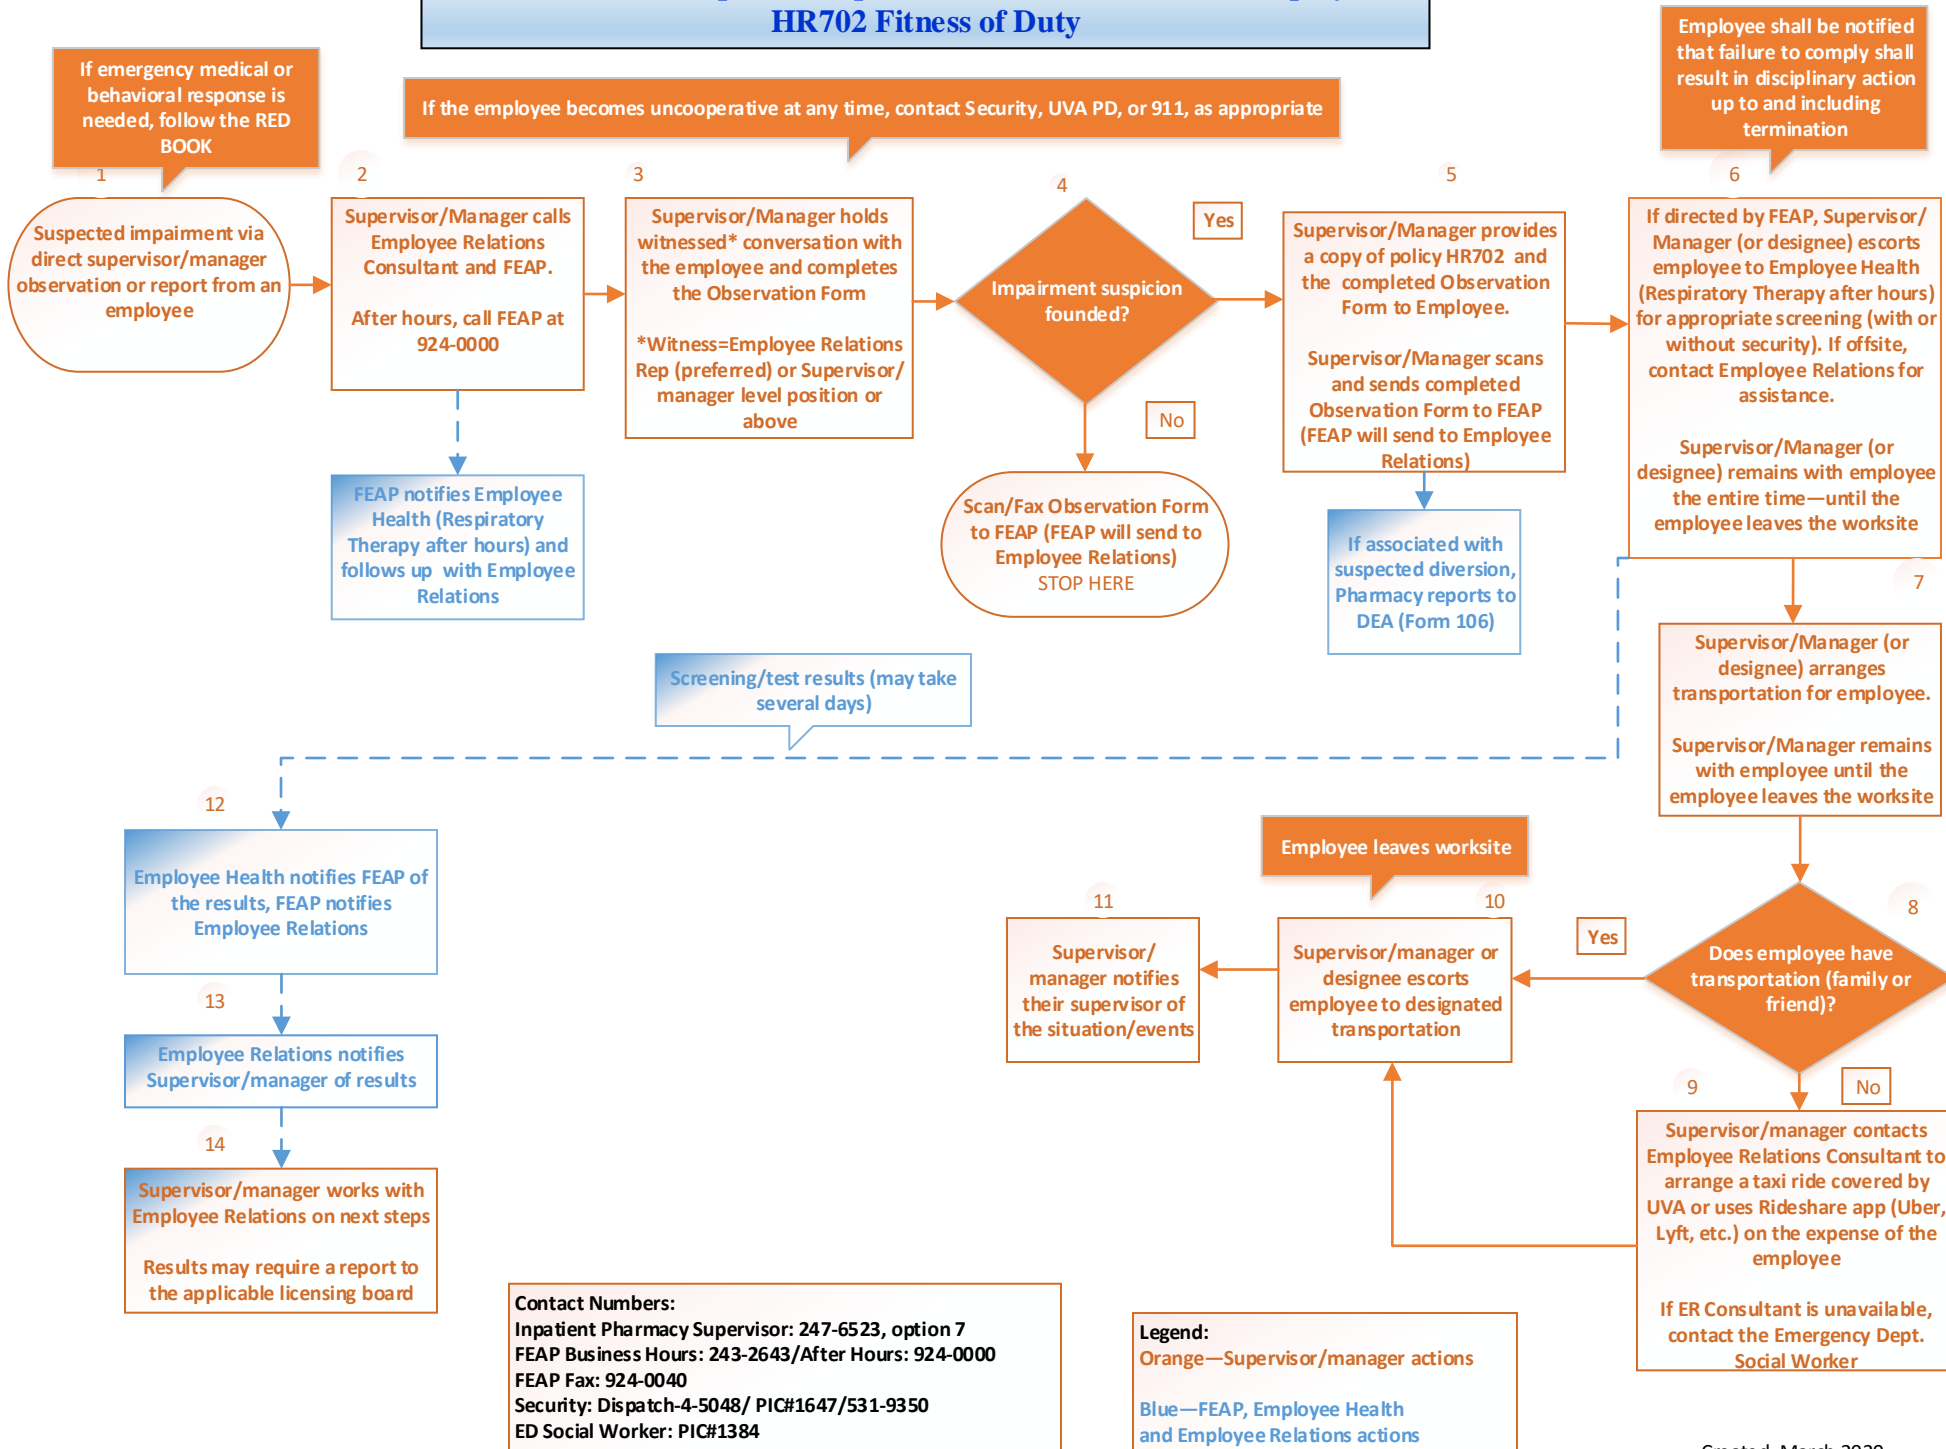 HR702 Fitness of Duty
If emergency medical or
behavioral response is
needed, follow the RED
BOOK
If the employee becomes uncooperative at any time, contact Security, UVA PD, or 911, as appropriate
Employee shall be notified
that failure to comply shall
result in disciplinary action
up to and including
termination
1
Suspected impairment via
direct supervisor/manager
observation or report from an
employee
2
Supervisor/Manager calls
Employee Relations
Consultant and FEAP.
After hours, call FEAP at
924-0000
FEAP notifies Employee
Health (Respiratory
Therapy after hours) and
follows up with Employee
Relations
3
Supervisor/Manager holds
witnessed* conversation with
the employee and completes
the Observation Form
*Witness=Employee Relations
Rep (preferred) or Supervisor/
manager level position or
above
4
Impairment suspicion
founded?
Yes
No
Scan/Fax Observation Form
to FEAP (FEAP will send to
Employee Relations)
STOP HERE
5
Supervisor/Manager provides
a copy of policy HR702 and
the completed Observation
Form to Employee.
Supervisor/Manager scans
and sends completed
Observation Form to FEAP
(FEAP will send to Employee
Relations)
If associated with
suspected diversion,
Pharmacy reports to
DEA (Form 106)
6
If directed by FEAP, Supervisor/
Manager (or designee) escorts
employee to Employee Health
(Respiratory Therapy after hours)
for appropriate screening (with or
without security). If offsite,
contact Employee Relations for
assistance.
Supervisor/Manager (or
designee) remains with employee
the entire time—until the
employee leaves the worksite
7
Supervisor/Manager (or
designee) arranges
transportation for employee.
Supervisor/Manager remains
with employee until the
employee leaves the worksite
8
Does employee have
transportation (family or
friend)?
Yes
No
9
Supervisor/manager contacts
Employee Relations Consultant to
arrange a taxi ride covered by
UVA or uses Rideshare app (Uber,
Lyft, etc.) on the expense of the
employee
If ER Consultant is unavailable,
contact the Emergency Dept.
Social Worker
Employee leaves worksite
10
Supervisor/manager or
designee escorts
employee to designated
transportation
11
Supervisor/
manager notifies
their supervisor of
the situation/events
Screening/test results (may take
several days)
12
Employee Health notifies FEAP of
the results, FEAP notifies
Employee Relations
13
Employee Relations notifies
Supervisor/manager of results
14
Supervisor/manager works with
Employee Relations on next steps
Results may require a report to
the applicable licensing board
Contact Numbers:
Inpatient Pharmacy Supervisor: 247-6523, option 7
FEAP Business Hours: 243-2643/After Hours: 924-0000
FEAP Fax: 924-0040
Security: Dispatch-4-5048/ PIC#1647/531-9350
ED Social Worker: PIC#1384
Legend:
Orange—Supervisor/manager actions
Blue—FEAP, Employee Health
and Employee Relations actions